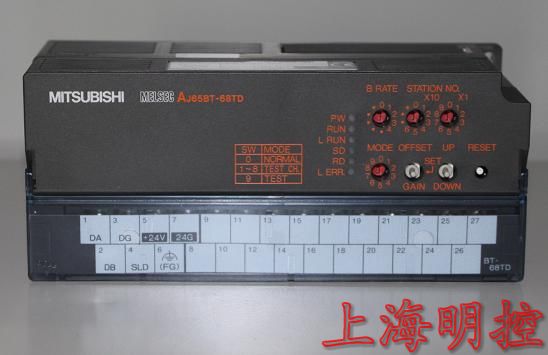 MITSUBISHI MELSEC AJ65BT-68TD
B RATE STATION NO.
X10 X1
PW
RUN
L RUN
SD
RD
L ERR.
SW MODE
0 NORMAL
1~8 TEST CH.
9 TEST
MODE OFFSET UP RESET
SET
GAIN DOWN
1 3 5 7 9 11 13 15 17 19 21 23 25 27
DA DG +24V 24G
2 4 6 8 10 12 14 16 18 20 22 24 26
DB SLD (FG)
BT-
68TD
上海明控